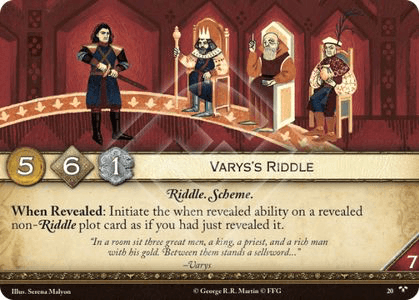 5 6 1 VARYS'S RIDDLE
Riddle. Scheme.
When Revealed: Initiate the when revealed ability on a revealed
non-Riddle plot card as if you had just revealed it.
"In a room sit three great men, a king, a priest, and a rich man
with his gold. Between them stands a sellsword..."
–Varys
7
Illus. Serena Malyon © George R.R. Martin © FFG 20